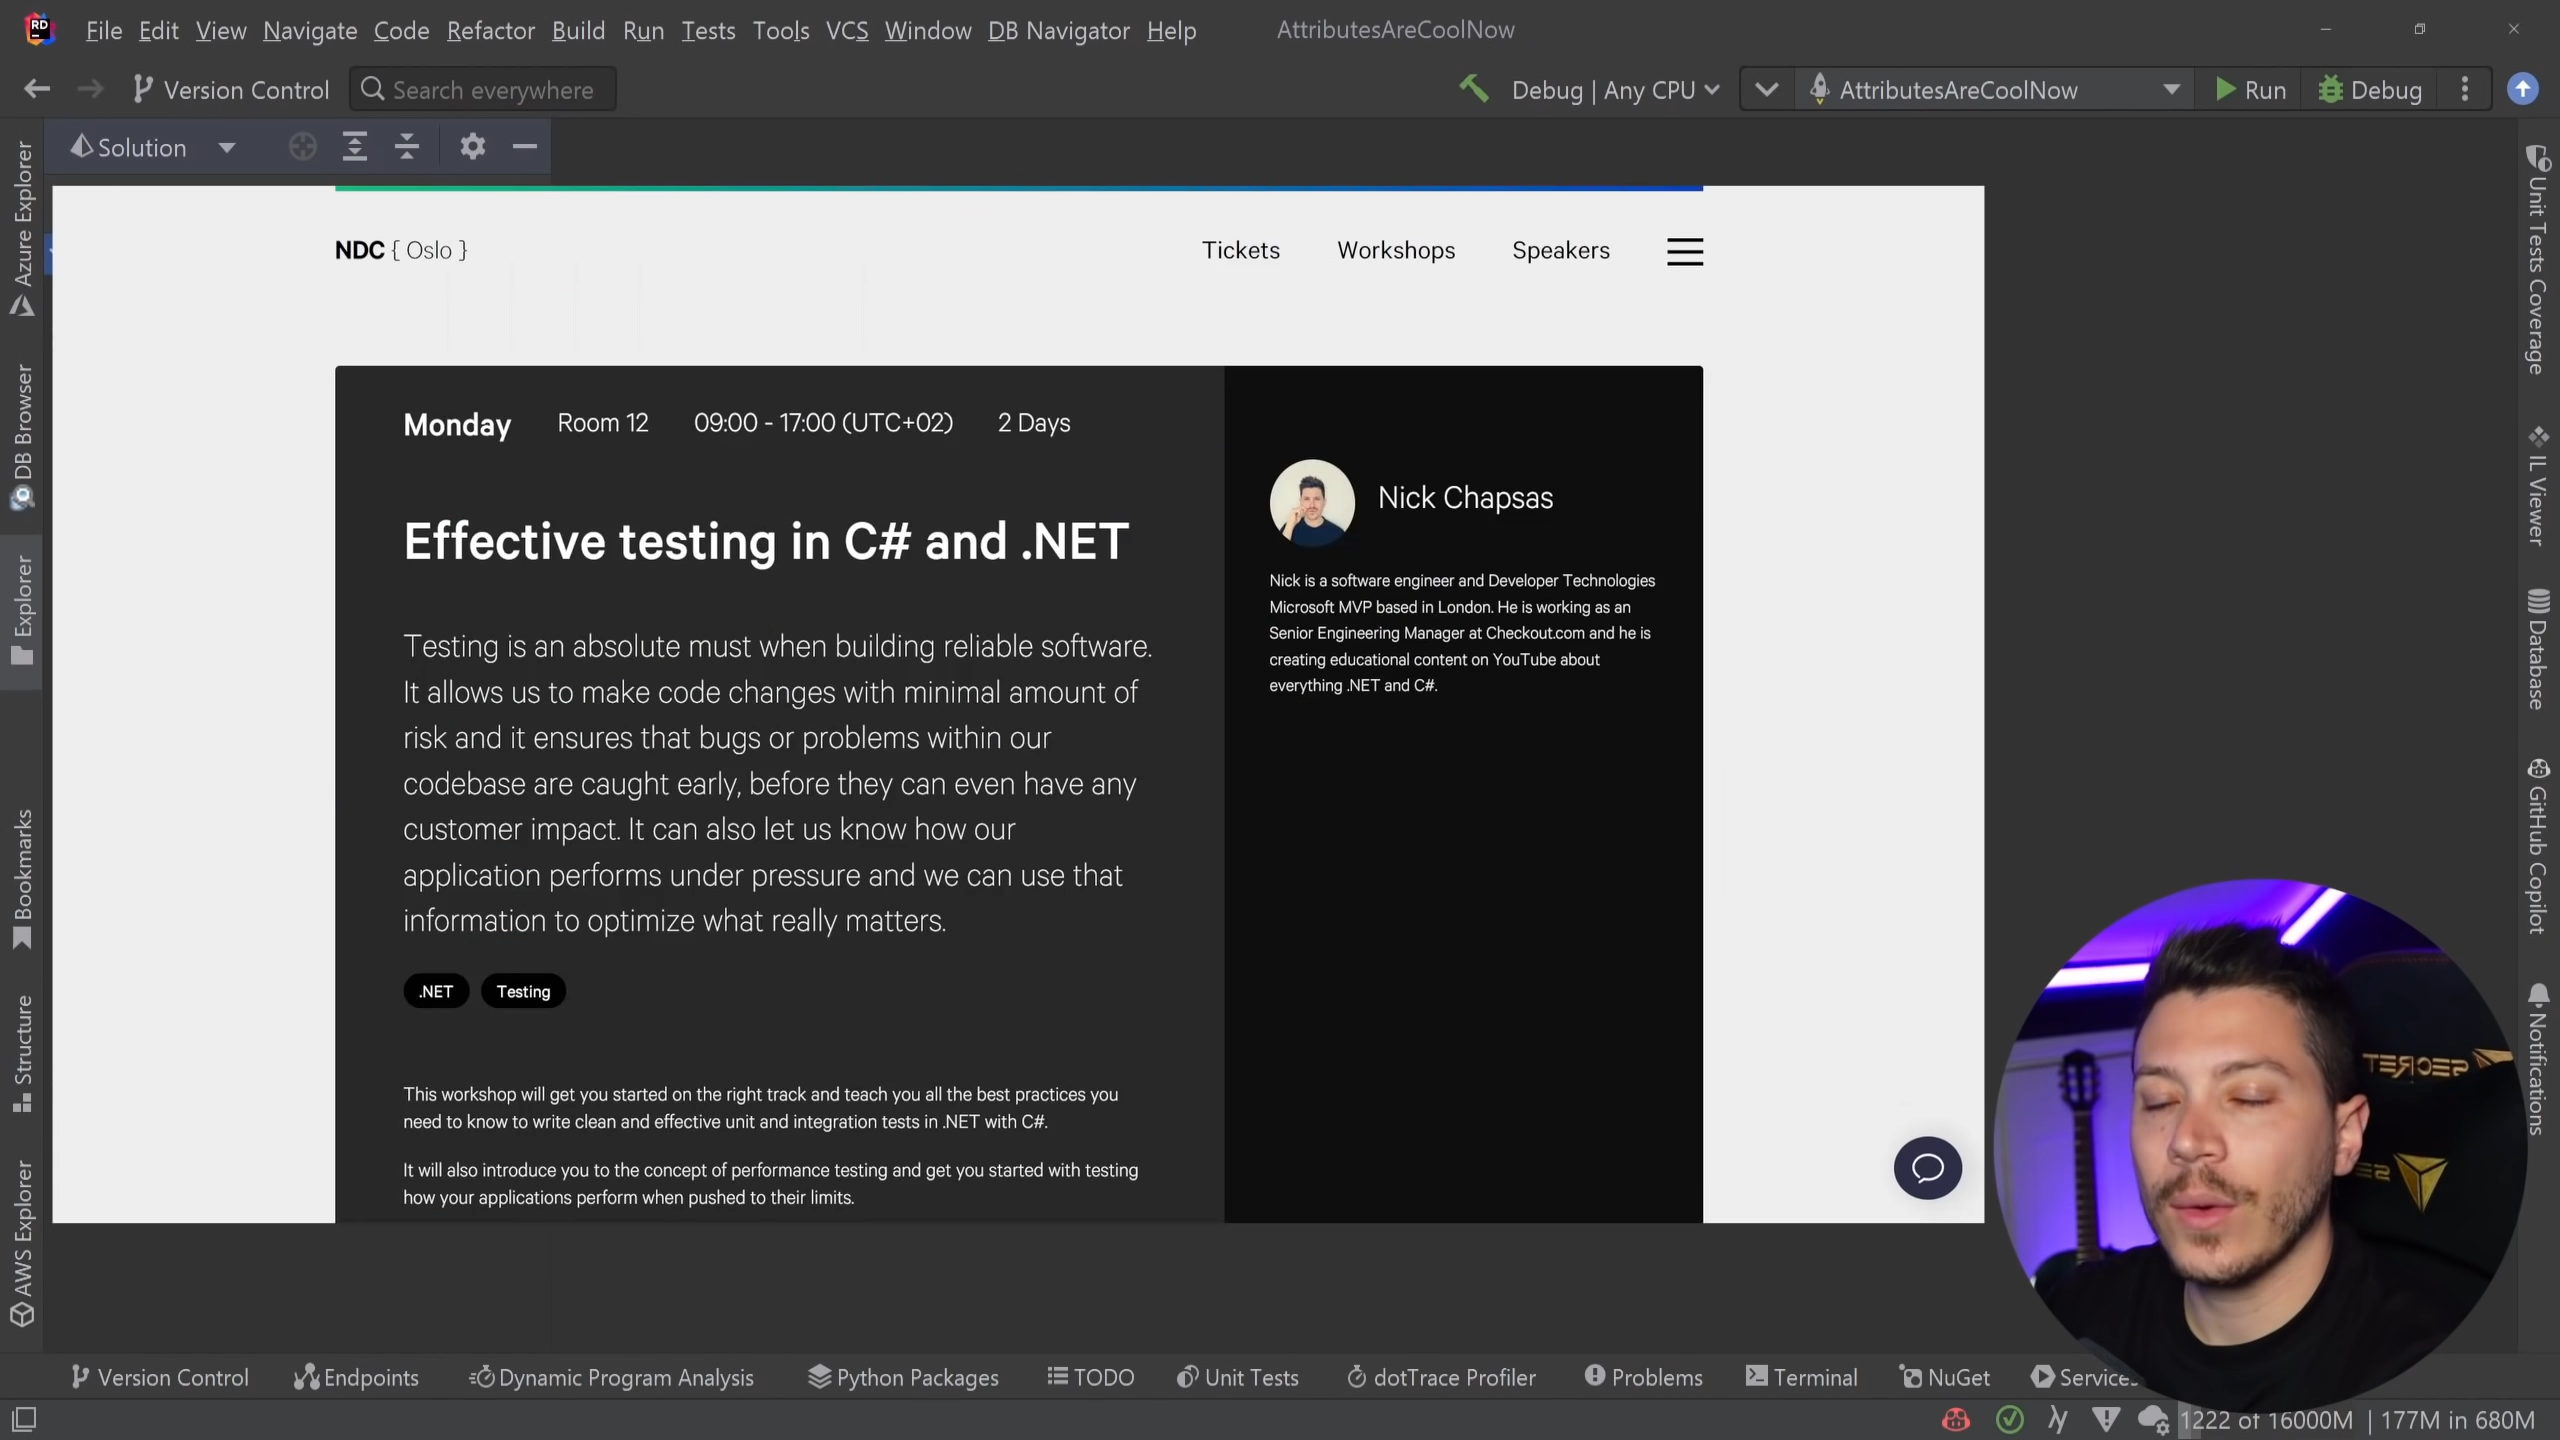 RD
File Edit View Navigate Code Refactor Build Run Tests Tools VCS Window DB Navigator Help
AttributesAreCoolNow
Version Control
Search everywhere
Debug | Any CPU
AttributesAreCoolNow
Run
Debug
Solution
Azure Explorer
DB Browser
Explorer
Bookmarks
Structure
AWS Explorer
NDC { Oslo }
Tickets
Workshops
Speakers
Monday
Room 12
09:00 - 17:00 (UTC+02)
2 Days
Effective testing in C# and .NET
Testing is an absolute must when building reliable software.
It allows us to make code changes with minimal amount of
risk and it ensures that bugs or problems within our
codebase are caught early, before they can even have any
customer impact. It can also let us know how our
application performs under pressure and we can use that
information to optimize what really matters.
.NET
Testing
This workshop will get you started on the right track and teach you all the best practices you
need to know to write clean and effective unit and integration tests in .NET with C#.
It will also introduce you to the concept of performance testing and get you started with testing
how your applications perform when pushed to their limits.
Nick Chapsas
Nick is a software engineer and Developer Technologies
Microsoft MVP based in London. He is working as an
Senior Engineering Manager at Checkout.com and he is
creating educational content on YouTube about
everything .NET and C#.
Unit Tests Coverage
IL Viewer
Database
GitHub Copilot
Notifications
SECRET
Version Control
Endpoints
Dynamic Program Analysis
Python Packages
TODO
Unit Tests
dotTrace Profiler
Problems
Terminal
NuGet
Services
1222 of 16000M | 177M in 680M